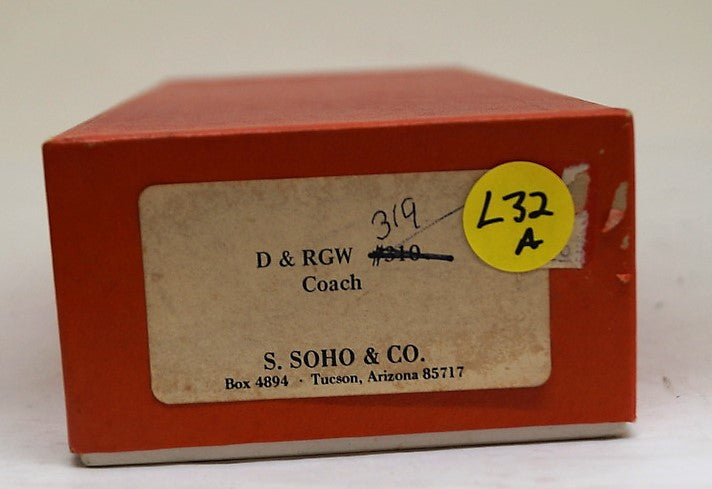 319
D & RGW #310
Coach
S. SOHO & CO.
Box 4894 · Tucson, Arizona 85717
L32
A